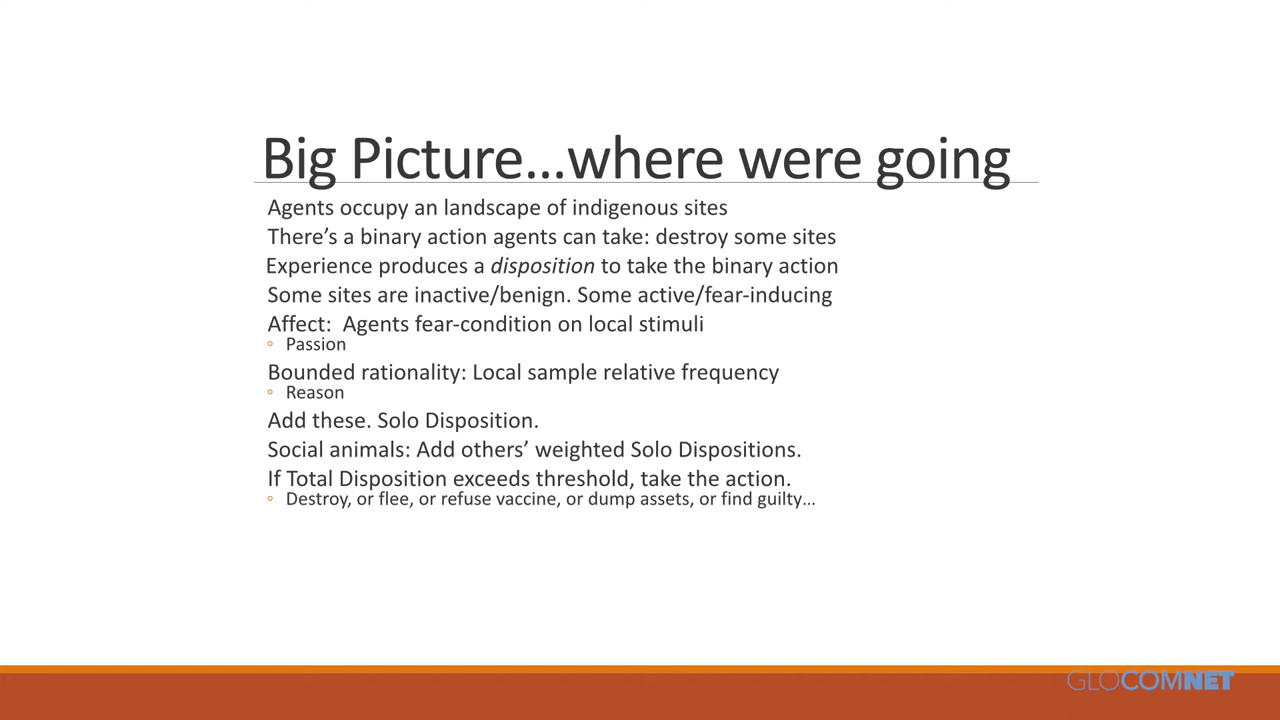 Big Picture…where were going
Agents occupy an landscape of indigenous sites
There’s a binary action agents can take: destroy some sites
Experience produces a disposition to take the binary action
Some sites are inactive/benign. Some active/fear-inducing
Affect:  Agents fear-condition on local stimuli
◦ Passion
Bounded rationality: Local sample relative frequency
◦ Reason
Add these. Solo Disposition.
Social animals: Add others’ weighted Solo Dispositions.
If Total Disposition exceeds threshold, take the action.
◦ Destroy, or flee, or refuse vaccine, or dump assets, or find guilty…
GLOCOMNET